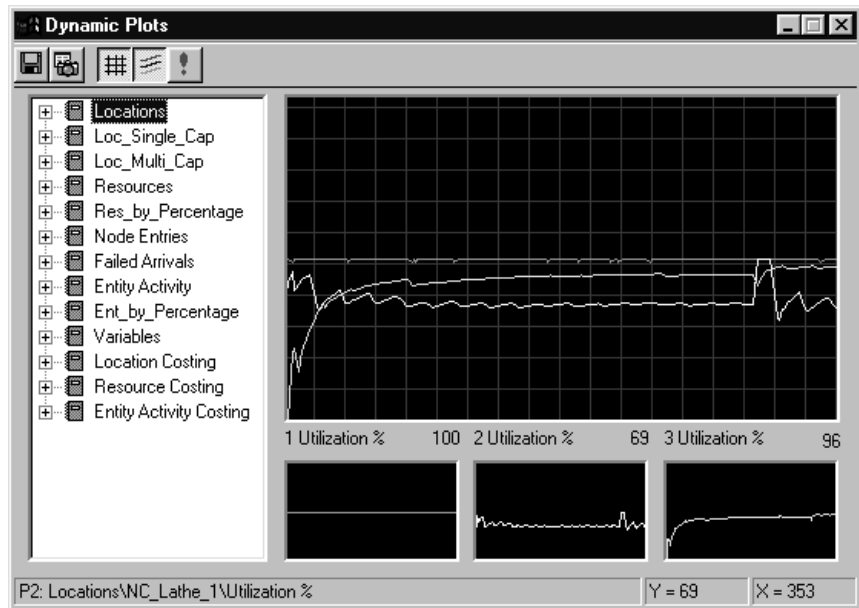 Dynamic Plots
Locations
Loc_Single_Cap
Loc_Multi_Cap
Resources
Res_by_Percentage
Node Entries
Failed Arrivals
Entity Activity
Ent_by_Percentage
Variables
Location Costing
Resource Costing
Entity Activity Costing
1 Utilization % 100 2 Utilization % 69 3 Utilization % 96
P2: Locations\NC_Lathe_1\Utilization % Y = 69 X = 353